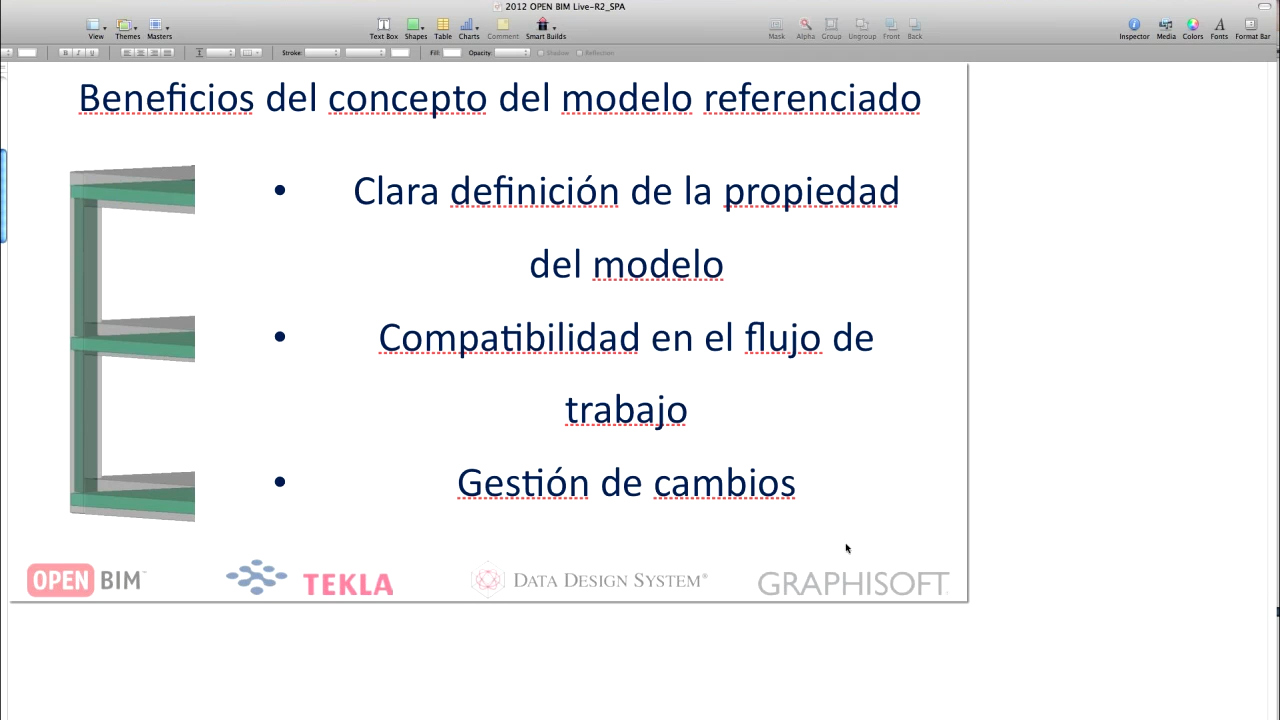 2012 OPEN BIM Live-R2_SPA
View Themes Masters Text Box Shapes Table Charts Comment Smart Builds Mask Alpha Group Ungroup Front Back Inspector Media Colors Fonts Format Bar
B I U Stroke: Fill: Opacity: Shadow Reflection
Beneficios del concepto del modelo referenciado
• Clara definición de la propiedad
del modelo
• Compatibilidad en el flujo de
trabajo
• Gestión de cambios
OPEN BIM™ TEKLA DATA DESIGN SYSTEM® GRAPHISOFT.